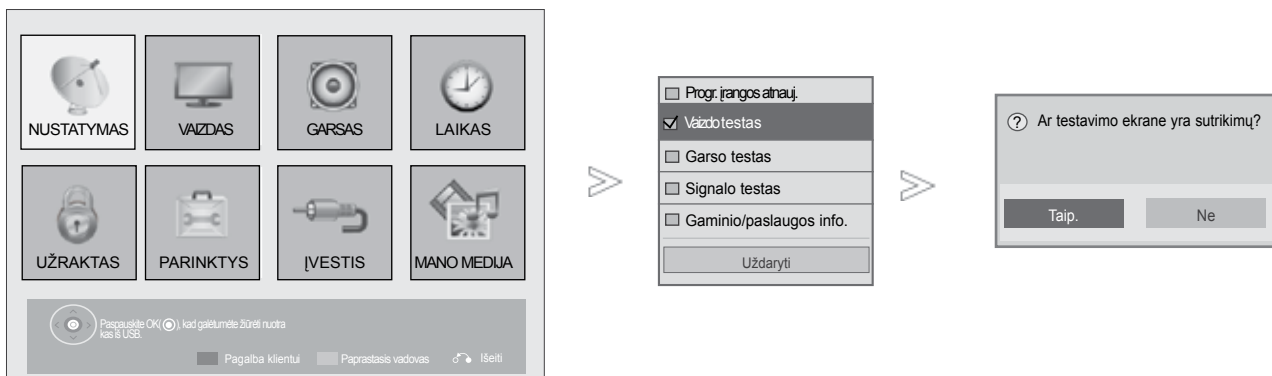 NUSTATYMAS
VAIZDAS
GARSAS
LAIKAS
UŽRAKTAS
PARINKTYS
ĮVESTIS
MANO MEDIJA
Paspauskite OK(◉), kad galėtumėte žiūrėti nuotra
kas iš USB.
Pagalba klientui
Paprastasis vadovas
Išeiti
Progr. įrangos atnauj.
Vaizdo testas
Garso testas
Signalo testas
Gaminio/paslaugos info.
Uždaryti
? Ar testavimo ekrane yra sutrikimų?
Taip.
Ne